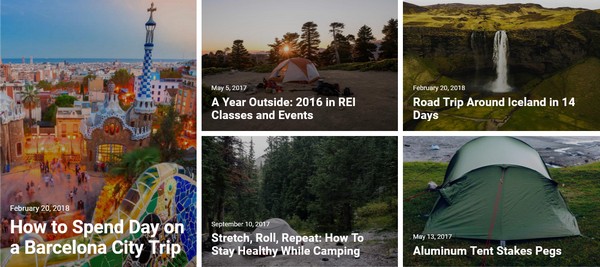 February 20, 2018
How to Spend Day on
a Barcelona City Trip
May 5, 2017
A Year Outside: 2016 in REI
Classes and Events
February 20, 2018
Road Trip Around Iceland in 14
Days
September 10, 2017
Stretch, Roll, Repeat: How To
Stay Healthy While Camping
May 13, 2017
Aluminum Tent Stakes Pegs